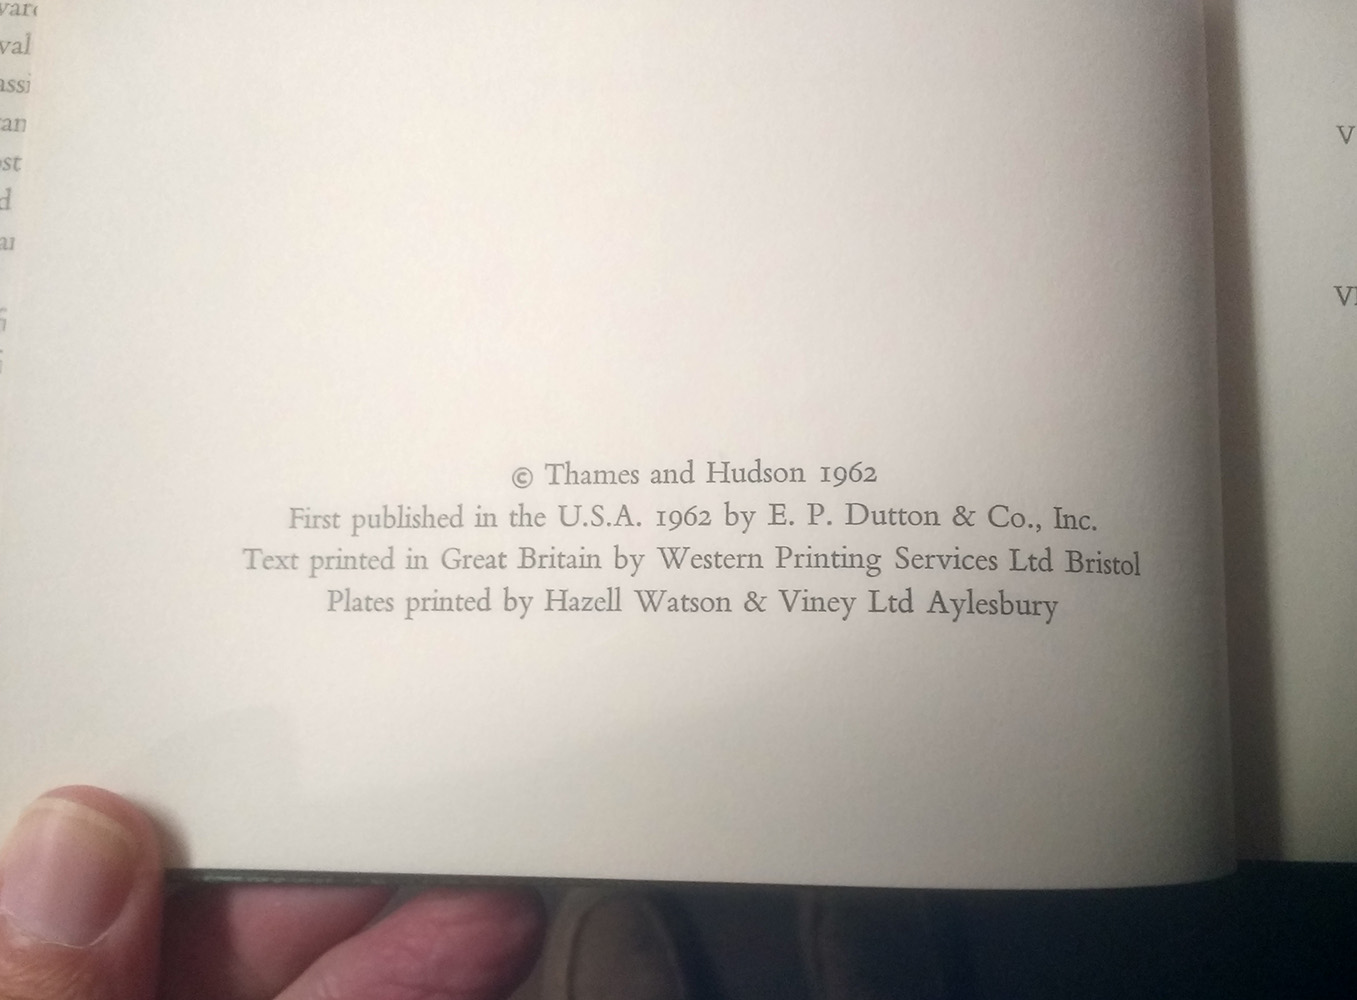 © Thames and Hudson 1962
First published in the U.S.A. 1962 by E. P. Dutton & Co., Inc.
Text printed in Great Britain by Western Printing Services Ltd Bristol
Plates printed by Hazell Watson & Viney Ltd Aylesbury